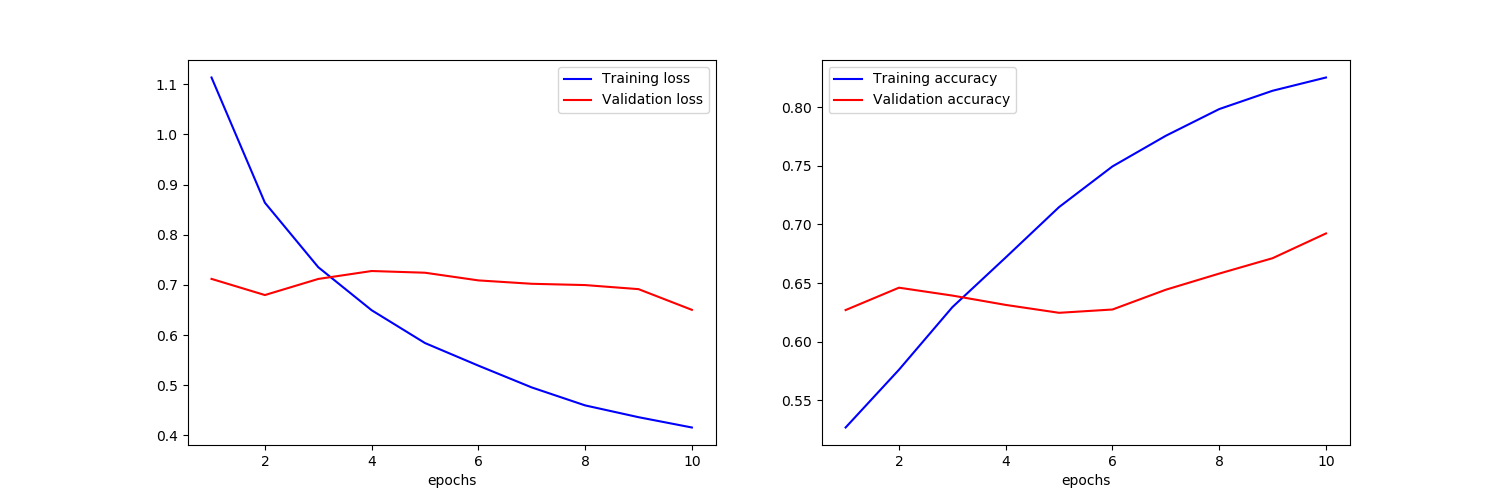 1.1
1.0
0.9
0.8
0.7
0.6
0.5
0.4
Training loss
Validation loss
2 4 6 8 10
epochs
0.80
0.75
0.70
0.65
0.60
0.55
Training accuracy
Validation accuracy
2 4 6 8 10
epochs